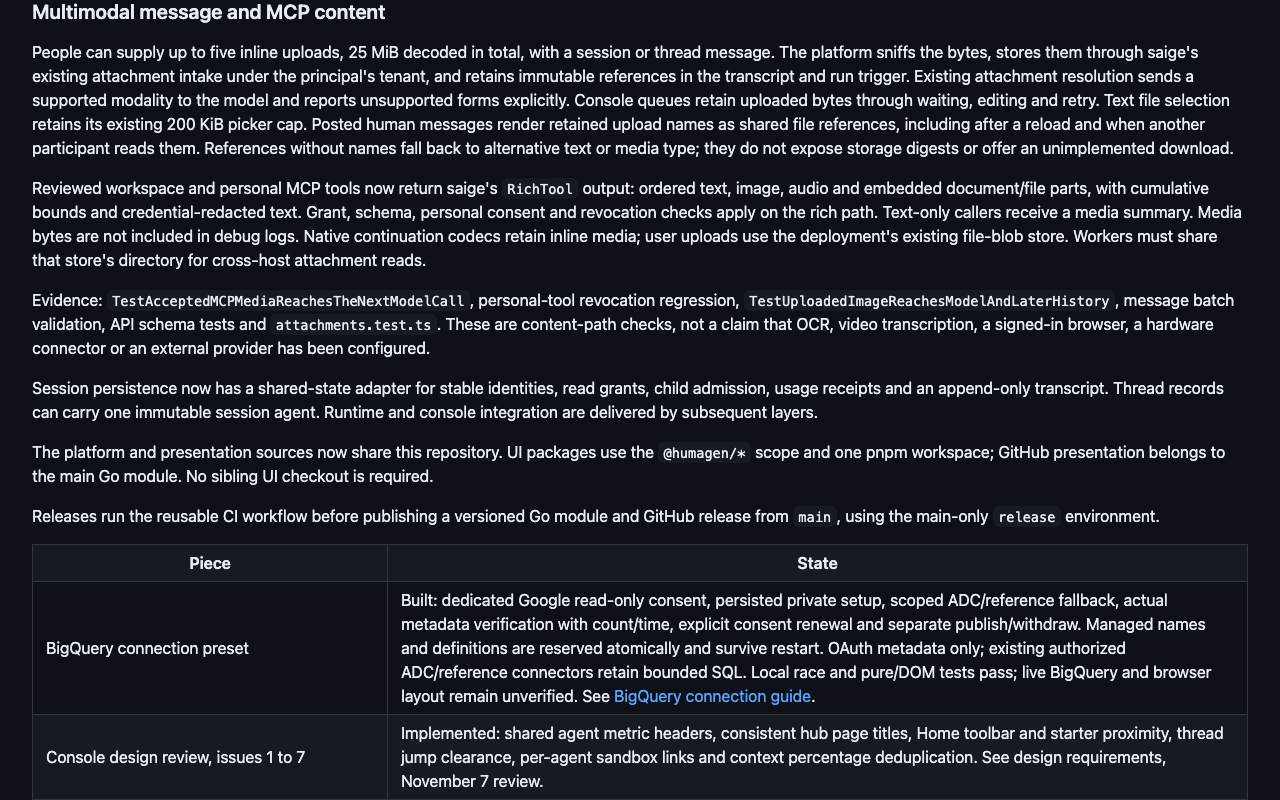 Multimodal message and MCP content
People can supply up to five inline uploads, 25 MiB decoded in total, with a session or thread message. The platform sniffs the bytes, stores them through saige's
existing attachment intake under the principal's tenant, and retains immutable references in the transcript and run trigger. Existing attachment resolution sends a
supported modality to the model and reports unsupported forms explicitly. Console queues retain uploaded bytes through waiting, editing and retry. Text file selection
retains its existing 200 KiB picker cap. Posted human messages render retained upload names as shared file references, including after a reload and when another
participant reads them. References without names fall back to alternative text or media type; they do not expose storage digests or offer an unimplemented download.
Reviewed workspace and personal MCP tools now return saige's RichTool output: ordered text, image, audio and embedded document/file parts, with cumulative
bounds and credential-redacted text. Grant, schema, personal consent and revocation checks apply on the rich path. Text-only callers receive a media summary. Media
bytes are not included in debug logs. Native continuation codecs retain inline media; user uploads use the deployment's existing file-blob store. Workers must share
that store's directory for cross-host attachment reads.
Evidence: TestAcceptedMCPMediaReachesTheNextModelCall, personal-tool revocation regression, TestUploadedImageReachesModelAndLaterHistory, message batch
validation, API schema tests and attachments.test.ts. These are content-path checks, not a claim that OCR, video transcription, a signed-in browser, a hardware
connector or an external provider has been configured.
Session persistence now has a shared-state adapter for stable identities, read grants, child admission, usage receipts and an append-only transcript. Thread records
can carry one immutable session agent. Runtime and console integration are delivered by subsequent layers.
The platform and presentation sources now share this repository. UI packages use the @humagen/* scope and one pnpm workspace; GitHub presentation belongs to
the main Go module. No sibling UI checkout is required.
Releases run the reusable CI workflow before publishing a versioned Go module and GitHub release from main, using the main-only release environment.
Piece State
BigQuery connection preset
Built: dedicated Google read-only consent, persisted private setup, scoped ADC/reference fallback, actual
metadata verification with count/time, explicit consent renewal and separate publish/withdraw. Managed names
and definitions are reserved atomically and survive restart. OAuth metadata only; existing authorized
ADC/reference connectors retain bounded SQL. Local race and pure/DOM tests pass; live BigQuery and browser
layout remain unverified. See BigQuery connection guide.
Console design review, issues 1 to 7
Implemented: shared agent metric headers, consistent hub page titles, Home toolbar and starter proximity, thread
jump clearance, per-agent sandbox links and context percentage deduplication. See design requirements,
November 7 review.